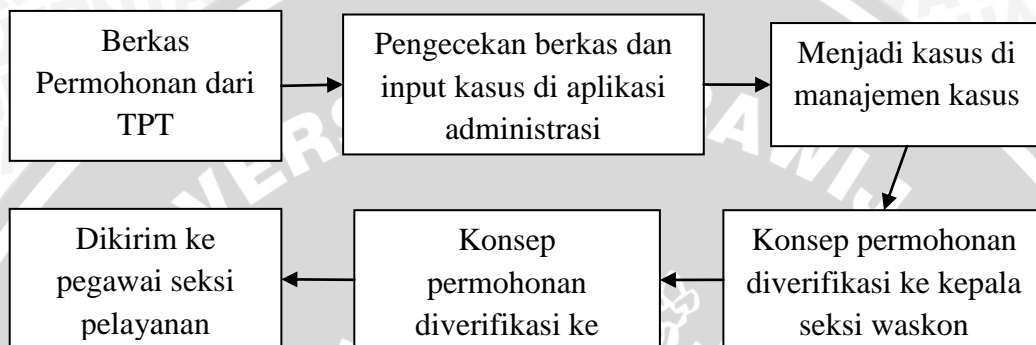 Berkas
Permohonan dari
TPT
Pengecekan berkas dan
input kasus di aplikasi
administrasi
Menjadi kasus di
manajemen kasus
Konsep permohonan
diverifikasi ke kepala
seksi waskon
Konsep
permohonan
diverifikasi ke
Dikirim ke
pegawai seksi
pelayanan